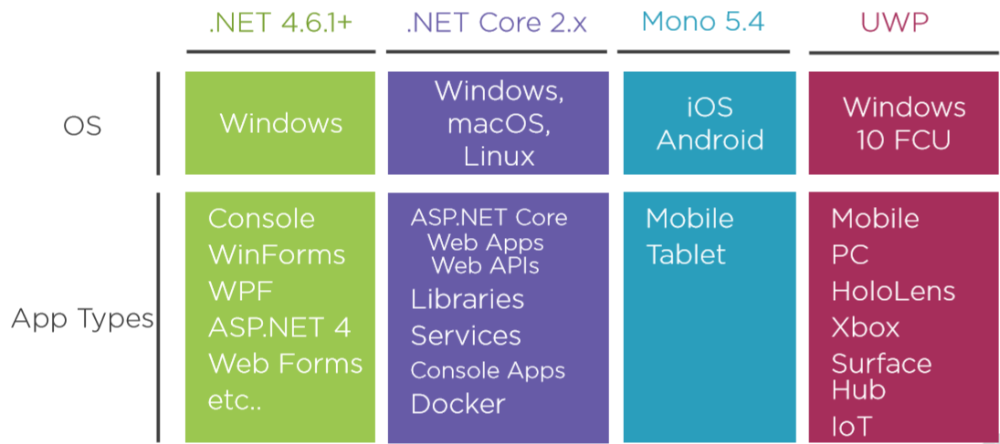 .NET 4.6.1+
.NET Core 2.x
Mono 5.4
UWP
OS
Windows
Windows,
macOS,
Linux
iOS
Android
Windows
10 FCU
App Types
Console
WinForms
WPF
ASP.NET 4
Web Forms
etc..
ASP.NET Core
Web Apps
Web APIs
Libraries
Services
Console Apps
Docker
Mobile
Tablet
Mobile
PC
HoloLens
Xbox
Surface
Hub
IoT